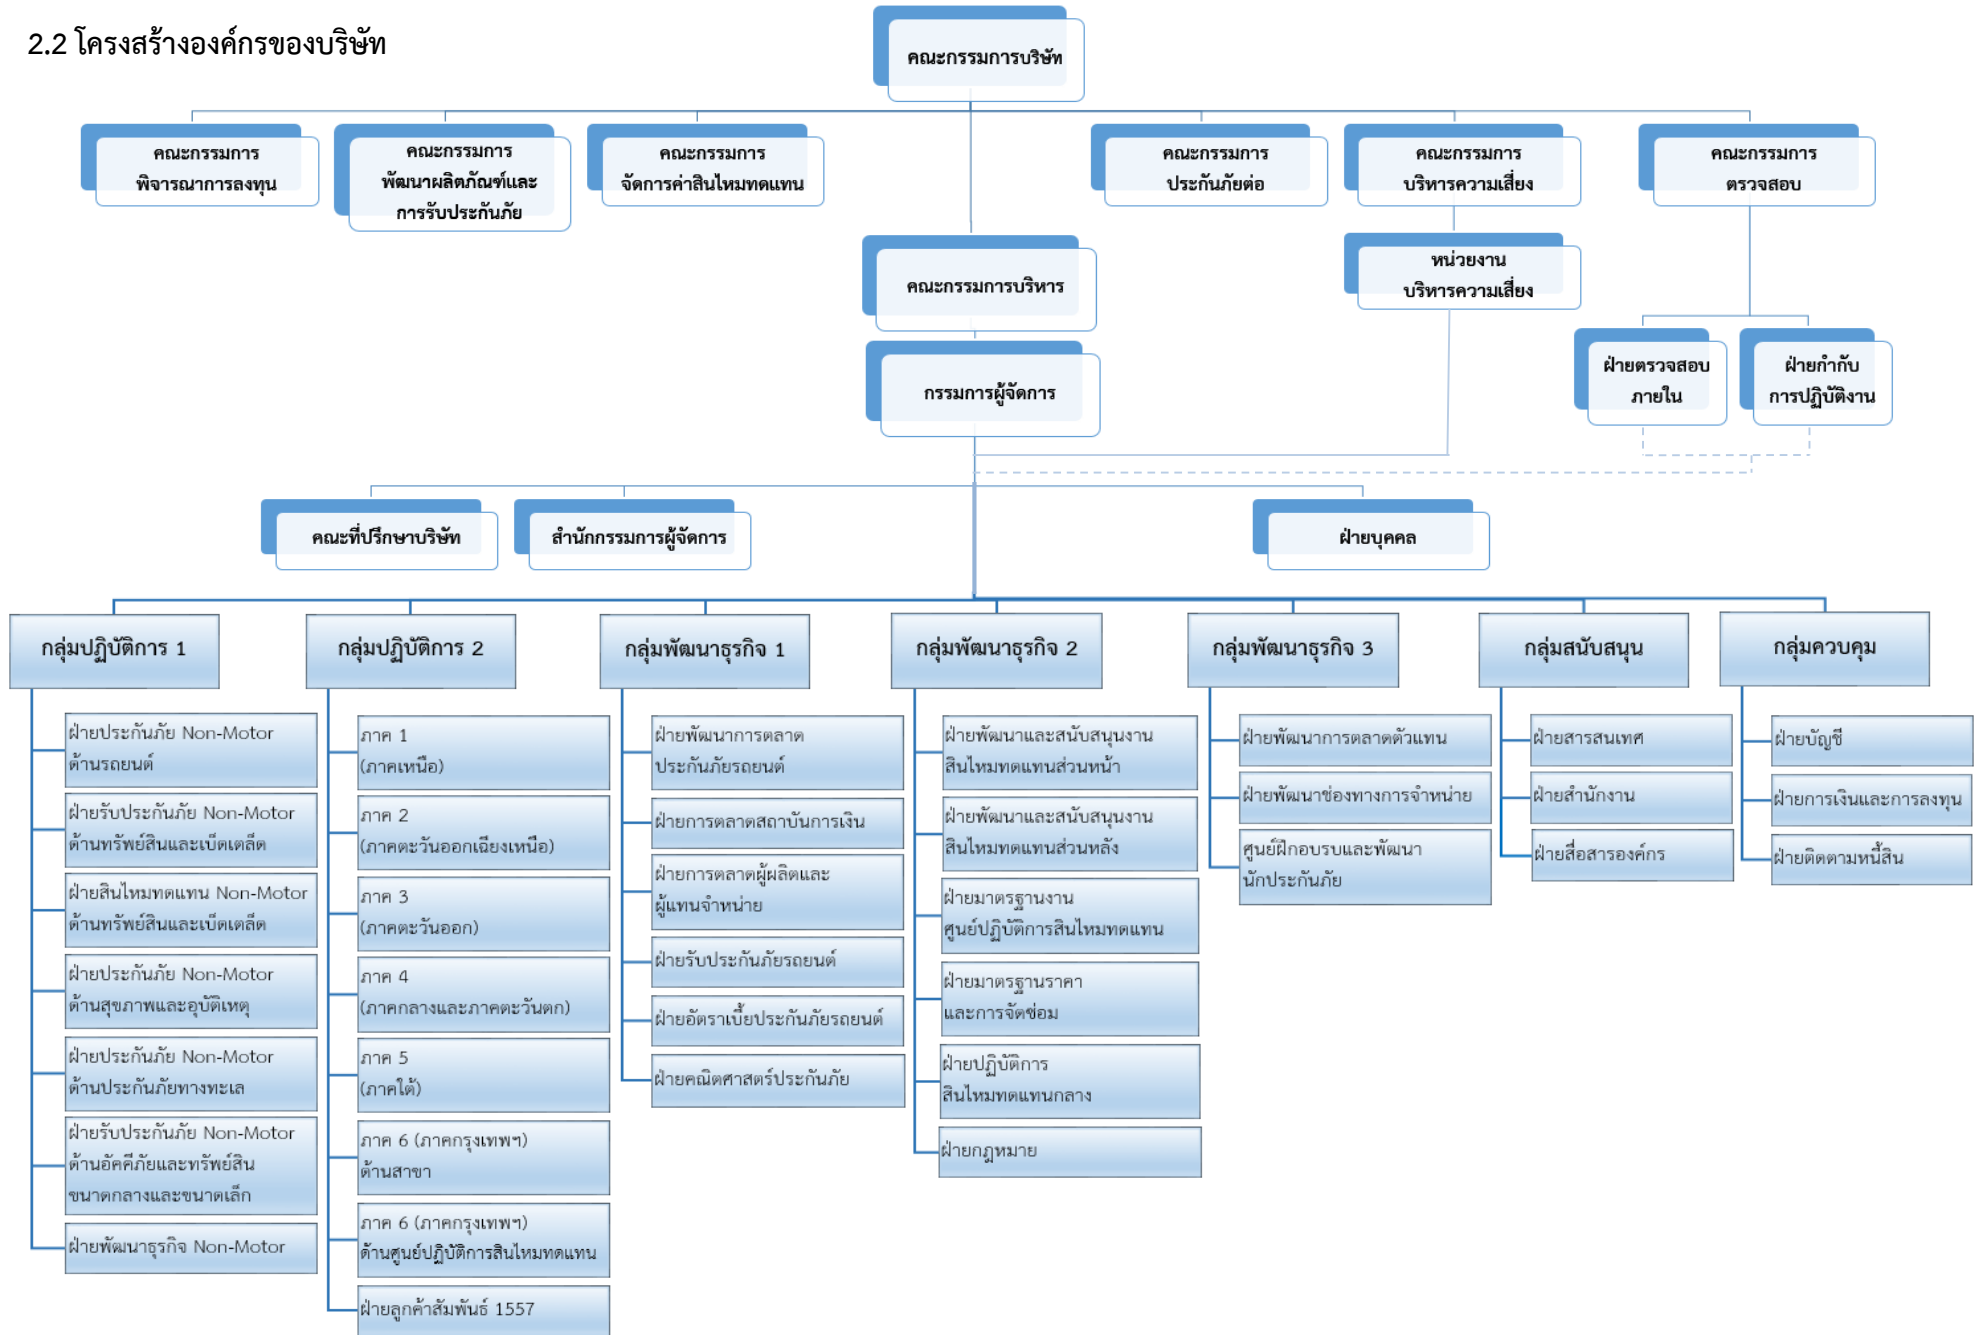 2.2 โครงสร้างองค์กรของบริษัท
คณะกรรมการบริษัท
คณะกรรมการ
พิจารณาการลงทุน
คณะกรรมการ
พัฒนาผลิตภัณฑ์และ
การรับประกันภัย
คณะกรรมการ
จัดการค่าสินไหมทดแทน
คณะกรรมการ
ประกันภัยต่อ
คณะกรรมการ
บริหารความเสี่ยง
คณะกรรมการ
ตรวจสอบ
คณะกรรมการบริหาร
หน่วยงาน
บริหารความเสี่ยง
กรรมการผู้จัดการ
ฝ่ายตรวจสอบ
ภายใน
ฝ่ายกำกับ
การปฏิบัติงาน
คณะที่ปรึกษาบริษัท
สำนักกรรมการผู้จัดการ
ฝ่ายบุคคล
กลุ่มปฏิบัติการ 1
ฝ่ายประกันภัย Non-Motor
ด้านรถยนต์
ฝ่ายรับประกันภัย Non-Motor
ด้านทรัพย์สินและเบ็ดเตล็ด
ฝ่ายสินไหมทดแทน Non-Motor
ด้านทรัพย์สินและเบ็ดเตล็ด
ฝ่ายประกันภัย Non-Motor
ด้านสุขภาพและอุบัติเหตุ
ฝ่ายประกันภัย Non-Motor
ด้านประกันภัยทางทะเล
ฝ่ายรับประกันภัย Non-Motor
ด้านอัคคีภัยและทรัพย์สิน
ขนาดกลางและขนาดเล็ก
ฝ่ายพัฒนาธุรกิจ Non-Motor
กลุ่มปฏิบัติการ 2
ภาค 1
(ภาคเหนือ)
ภาค 2
(ภาคตะวันออกเฉียงเหนือ)
ภาค 3
(ภาคตะวันออก)
ภาค 4
(ภาคกลางและภาคตะวันตก)
ภาค 5
(ภาคใต้)
ภาค 6 (ภาคกรุงเทพฯ)
ด้านสาขา
ภาค 6 (ภาคกรุงเทพฯ)
ด้านศูนย์ปฏิบัติการสินไหมทดแทน
ฝ่ายลูกค้าสัมพันธ์ 1557
กลุ่มพัฒนาธุรกิจ 1
ฝ่ายพัฒนาการตลาด
ประกันภัยรถยนต์
ฝ่ายการตลาดสถาบันการเงิน
ฝ่ายการตลาดผู้ผลิตและ
ผู้แทนจำหน่าย
ฝ่ายรับประกันภัยรถยนต์
ฝ่ายอัตราเบี้ยประกันภัยรถยนต์
ฝ่ายคณิตศาสตร์ประกันภัย
กลุ่มพัฒนาธุรกิจ 2
ฝ่ายพัฒนาและสนับสนุนงาน
สินไหมทดแทนส่วนหน้า
ฝ่ายพัฒนาและสนับสนุนงาน
สินไหมทดแทนส่วนหลัง
ฝ่ายมาตรฐานงาน
ศูนย์ปฏิบัติการสินไหมทดแทน
ฝ่ายมาตรฐานราคา
และการจัดซ่อม
ฝ่ายปฏิบัติการ
สินไหมทดแทนกลาง
ฝ่ายกฎหมาย
กลุ่มพัฒนาธุรกิจ 3
ฝ่ายพัฒนาการตลาดตัวแทน
ฝ่ายพัฒนาช่องทางการจำหน่าย
ศูนย์ฝึกอบรบและพัฒนา
นักประกันภัย
กลุ่มสนับสนุน
ฝ่ายสารสนเทศ
ฝ่ายสำนักงาน
ฝ่ายสื่อสารองค์กร
กลุ่มควบคุม
ฝ่ายบัญชี
ฝ่ายการเงินและการลงทุน
ฝ่ายติดตามหนี้สิน